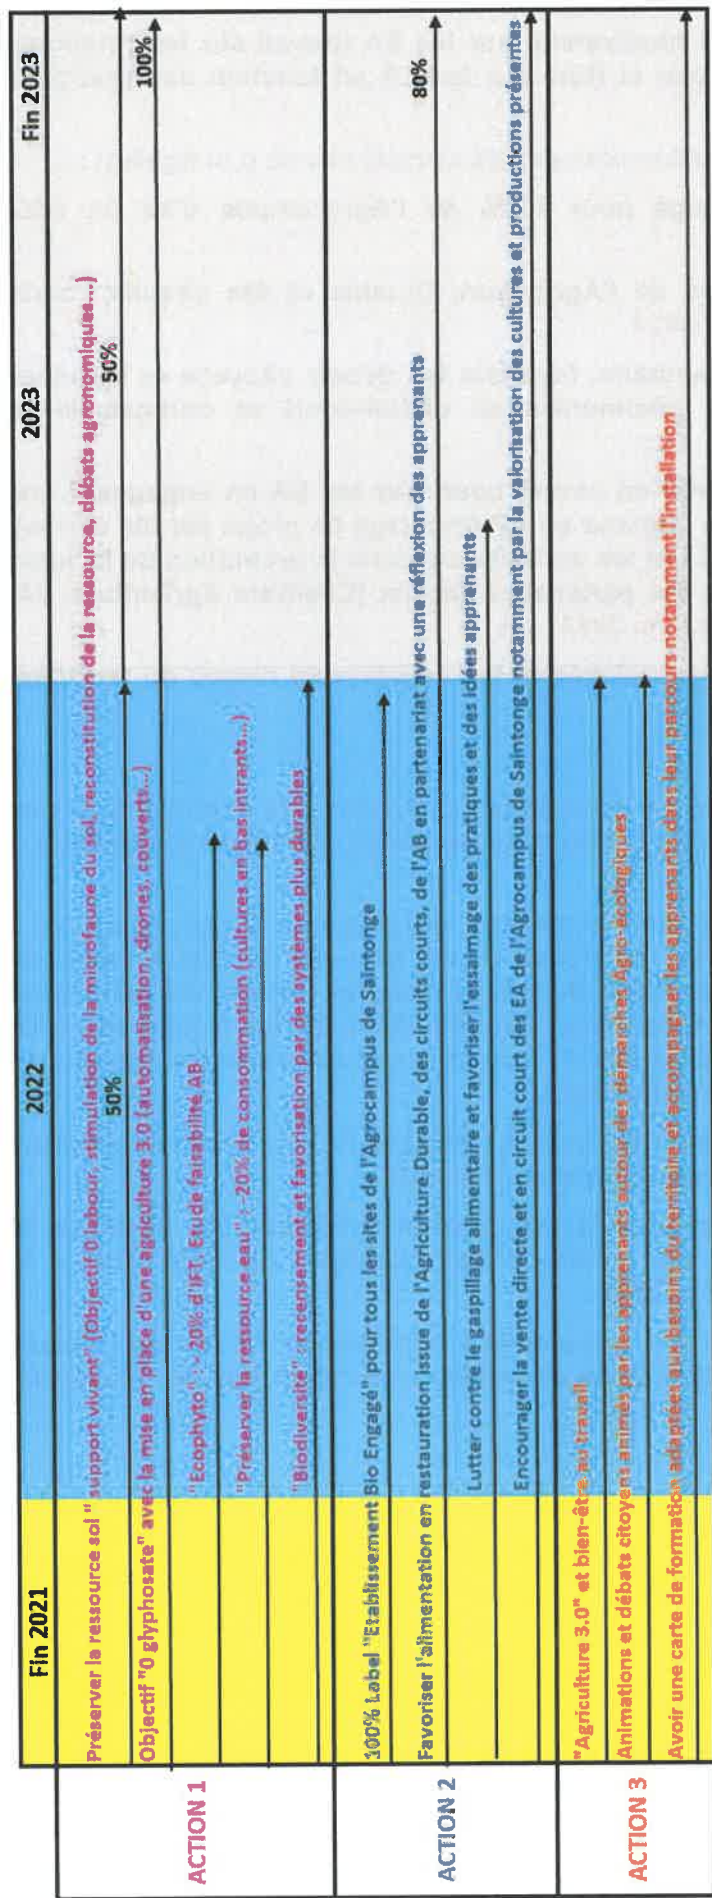 Fin 2021 2022 2023 Fin 2023
ACTION 1
Préserver la ressource sol " support vivant" (Objectif 0 labour, stimulation de la microfaune du sol, reconstitution de la ressource, débats agronomiques...)
50% 50% 100%
Objectif "0 glyphosate" avec la mise en place d'une agriculture 3.0 (automatisation, drones, couverts...)
"Ecophyto" :- 20% d'IFT, Etude faisabilité AB
"Préserver la ressource eau" :- 20% de consommation (cultures en bas intrants...)
"Biodiversité" :recensement et favorisation par des systèmes plus durables
ACTION 2
100% Label "Etablissement Bio Engagé" pour tous les sites de l'Agrocampus de Saintonge
Favoriser l'alimentation en restauration issue de l'Agriculture Durable, des circuits courts, de l'AB en partenariat avec une réflexion des apprenants
80%
Lutter contre le gaspillage alimentaire et favoriser l'essaimage des pratiques et des idées apprenants
Encourager la vente directe et en circuit court des EA de l'Agrocampus de Saintonge notamment par la valorisation des cultures et productions présentes
ACTION 3
"Agriculture 3.0" et bien-être au travail
Animations et débats citoyens animés par les apprenants autour des démarches Agro-écologiques
Avoir une carte de formation adaptées aux besoins du territoire et accompagner les apprenants dans leur parcours notamment l'installation